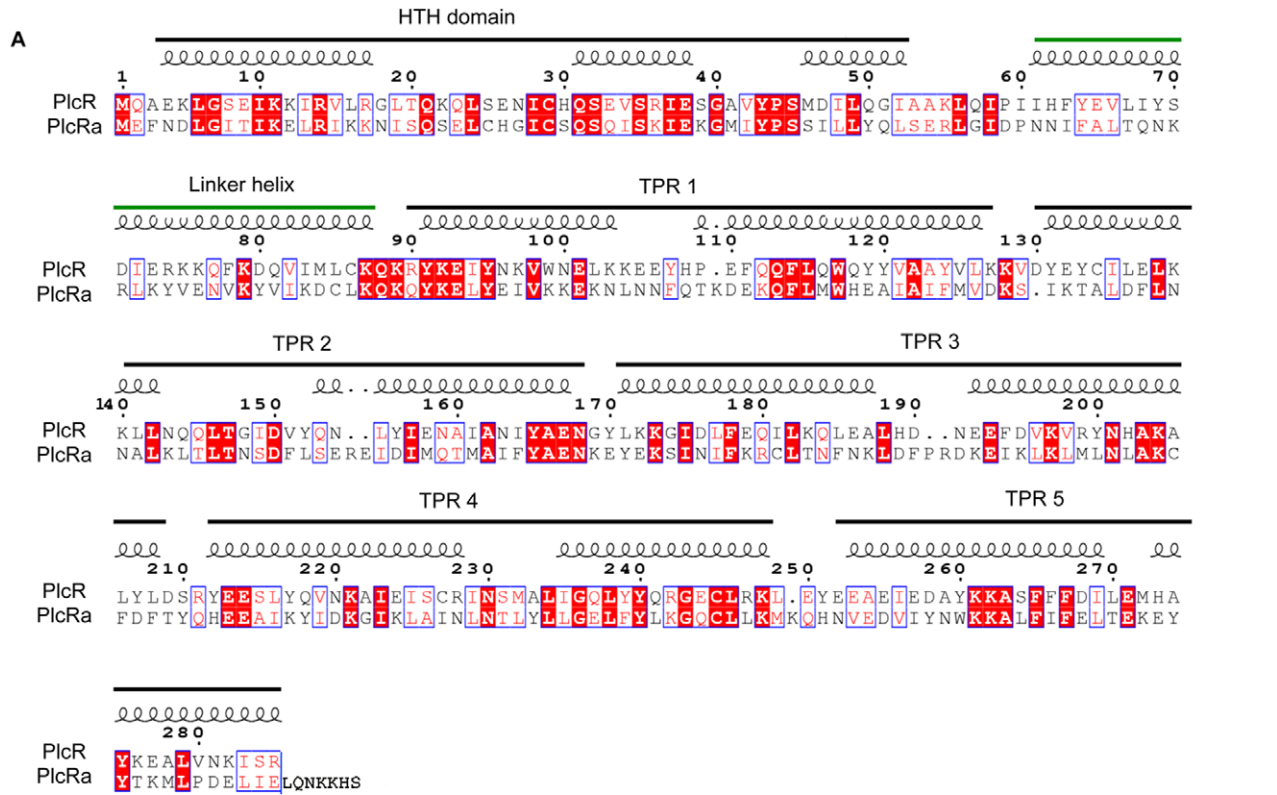 A
HTH domain
1 10 20 30 40 50 60 70
PlcR MQAEKLGSEIKKIRVLRGLTQKQLSENICHQSEVSRIESGAVYPSMDILQGIAAKLQIPIIHFYEVLIYS
PlcRa MEFNDLGITIKELRIKKNISQSELCHGICSQSQISKIEKGMIYPSSILLYQLSERLGIDPNNIFALTQNK
Linker helix TPR 1
80 90 100 110 120 130
PlcR DIERKKQFKDQVIMLCKQKRYKEIYNKVWNELKKEEYHP.EFQQFLQWQYYVAAYVLKKVDYEYCILELK
PlcRa RLKYVENVKYVIKDCLKQKQYKELYEIVKKEKNLNNFQTKDEKQFLMWHEAIAIFMVDKS.IKTALDFLN
TPR 2 TPR 3
140 150 160 170 180 190 200
PlcR KLLNQQLTGIDVYQN..LYIENAIANIYAENGYLKKGIDLFEQILKQLEALHD..NEEFDVKVRYNHAKA
PlcRa NALKLTLTNSDFLSEREIDIMQTMAIFYAENKEYEKSINIFKRCLTNFNKLDFPRDKEIKLKLMLNLAKC
TPR 4 TPR 5
210 220 230 240 250 260 270
PlcR LYLDSRYEESLYQVNKAIEISCRINSMALIGQLYYQRGECLRKL.EYEEAEIEDAYKKASFFFDILEMHA
PlcRa FDFTYQHEEAIKYIDKGIKLAINLNTLYLLGELFYLKGQCLLKMKQHNVEDVIYNWKKALFIFELTEKEY
280
PlcR YKEALVNKISR
PlcRa YTKMLPDELIELQNKKHS